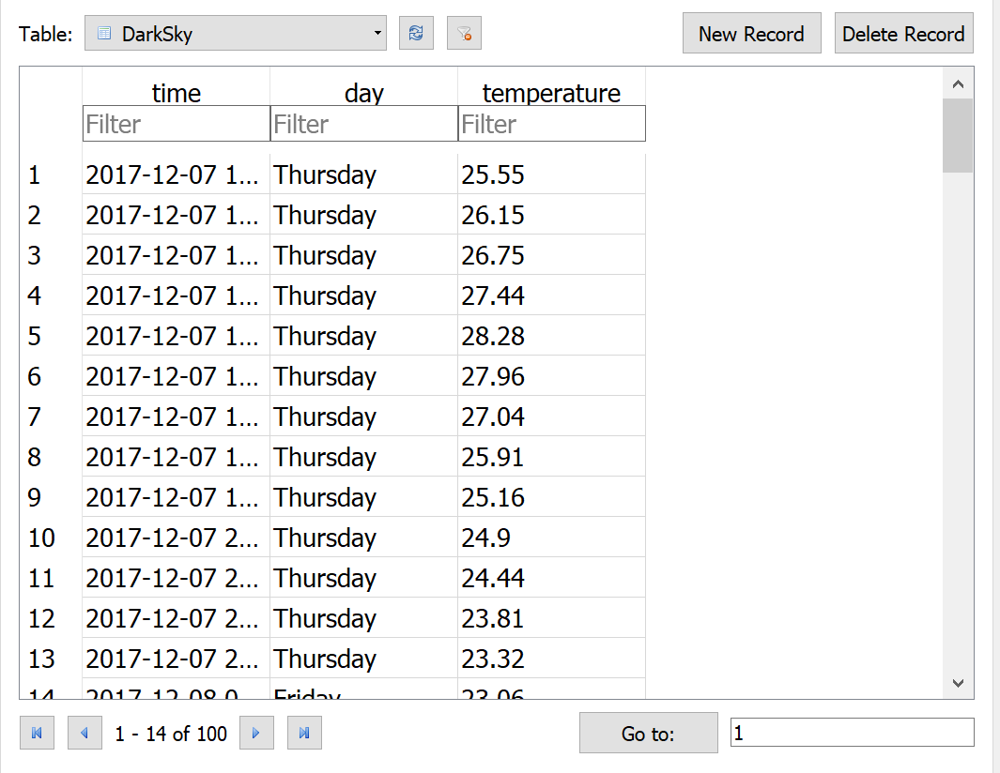 Table: DarkSky New Record Delete Record
time day temperature
Filter Filter Filter
1 2017-12-07 1... Thursday 25.55
2 2017-12-07 1... Thursday 26.15
3 2017-12-07 1... Thursday 26.75
4 2017-12-07 1... Thursday 27.44
5 2017-12-07 1... Thursday 28.28
6 2017-12-07 1... Thursday 27.96
7 2017-12-07 1... Thursday 27.04
8 2017-12-07 1... Thursday 25.91
9 2017-12-07 1... Thursday 25.16
10 2017-12-07 2... Thursday 24.9
11 2017-12-07 2... Thursday 24.44
12 2017-12-07 2... Thursday 23.81
13 2017-12-07 2... Thursday 23.32
14 2017-12-08 0... Friday 23.06
1 - 14 of 100 Go to: 1